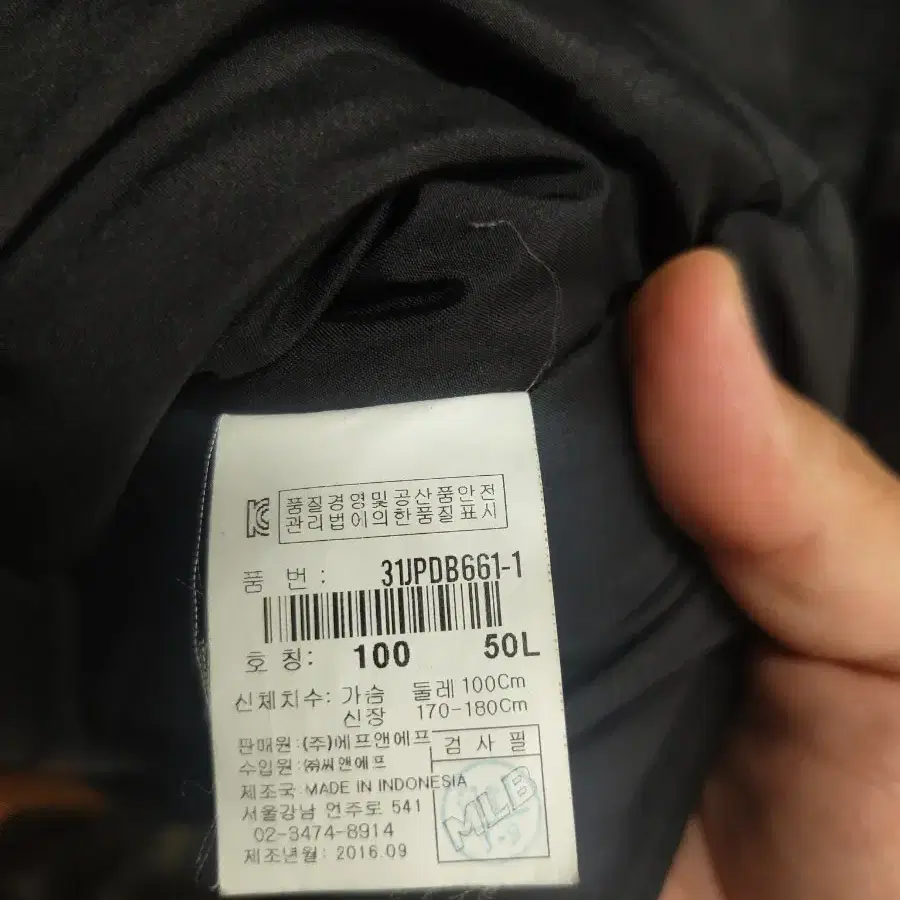 품질경영및공산품안전
관리법에의한품질표시
품 번 : 31JPDB661-1
호 칭: 100 50L
신체치수: 가슴 둘레 100Cm
신장 170-180Cm
판매원 : (주)에프앤에프
검 사 필
수입원 : ㈜씨앤에프
제조국 : MADE IN INDONESIA
서울강남 언주로 541
02-3474-8914
제조년월 : 2016.09
MLB